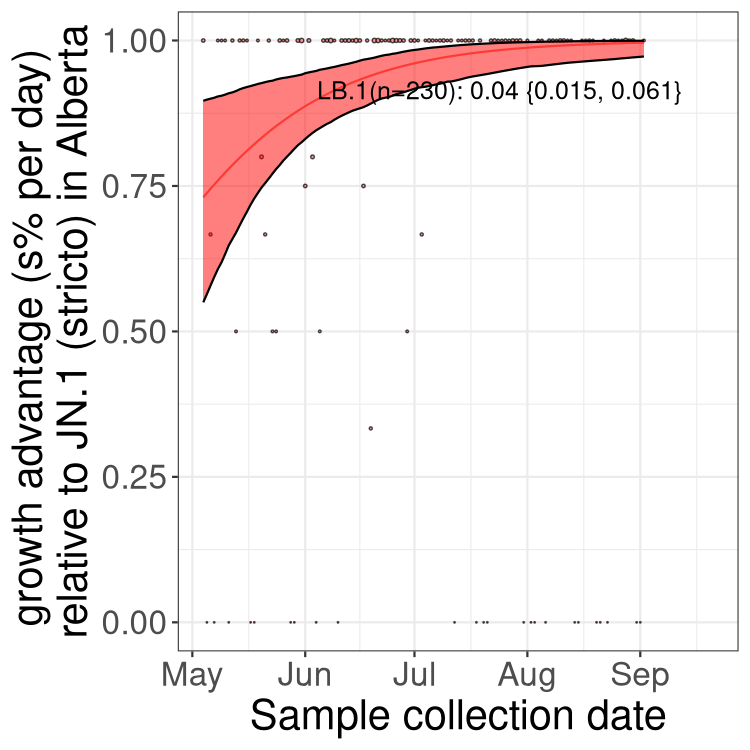 growth advantage (s% per day)
relative to JN.1 (stricto) in Alberta
1.00
0.75
0.50
0.25
0.00
LB.1(n=230): 0.04 {0.015, 0.061}
May Jun Jul Aug Sep
Sample collection date